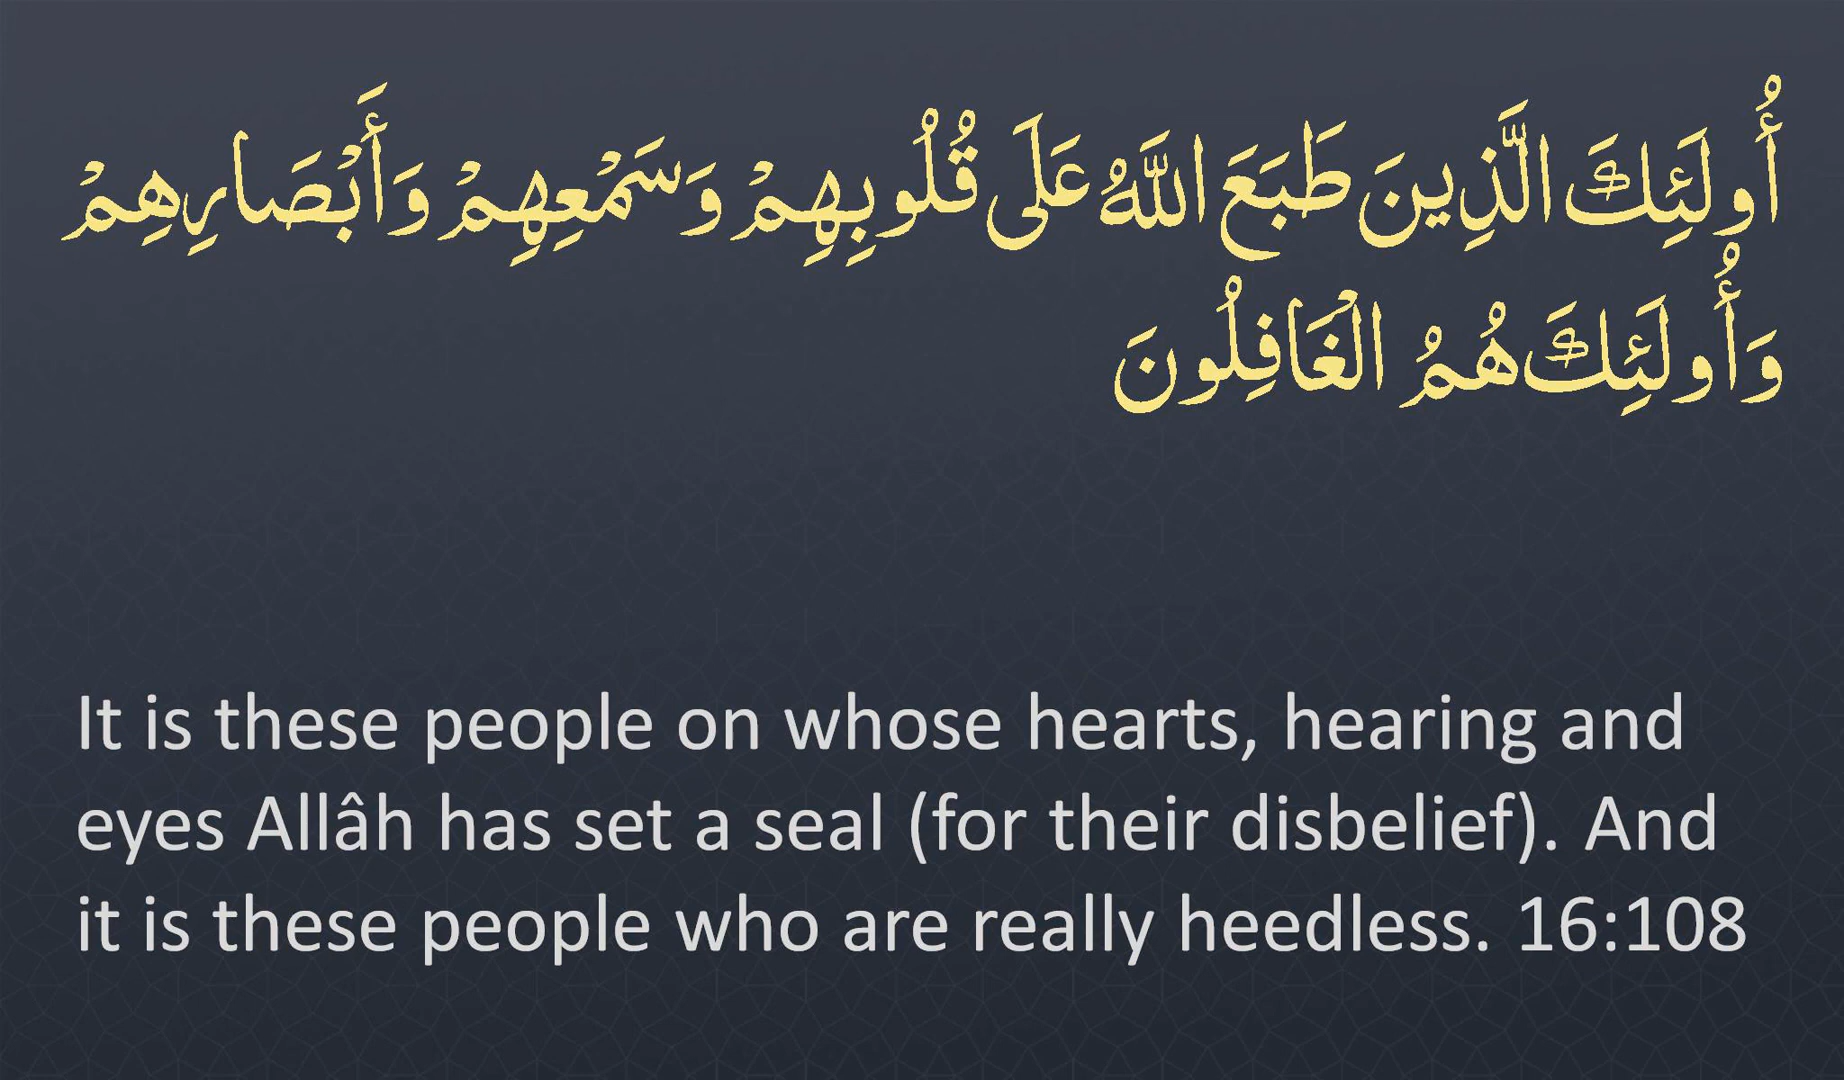 أُولَئِكَ الَّذِينَ طَبَعَ اللَّهُ عَلَى قُلُوبِهِمْ وَسَمْعِهِمْ وَأَبْصَارِهِمْ
وَأُولَئِكَ هُمُ الْغَافِلُونَ
It is these people on whose hearts, hearing and
eyes Allâh has set a seal (for their disbelief). And
it is these people who are really heedless. 16:108